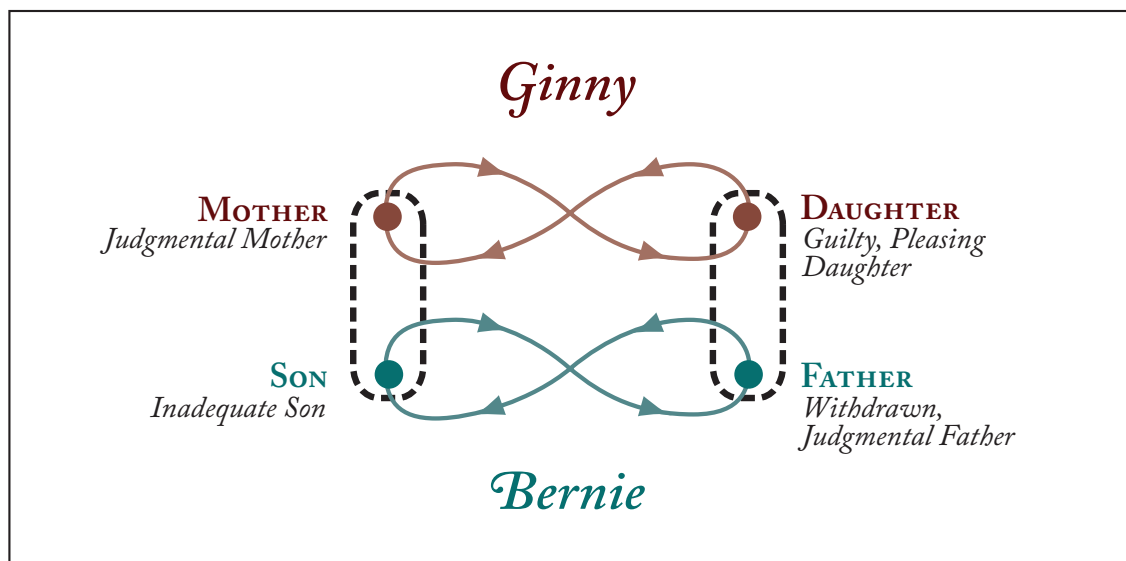 Ginny
Mother
Judgmental Mother
Daughter
Guilty, Pleasing
Daughter
Son
Inadequate Son
Father
Withdrawn,
Judgmental Father
Bernie